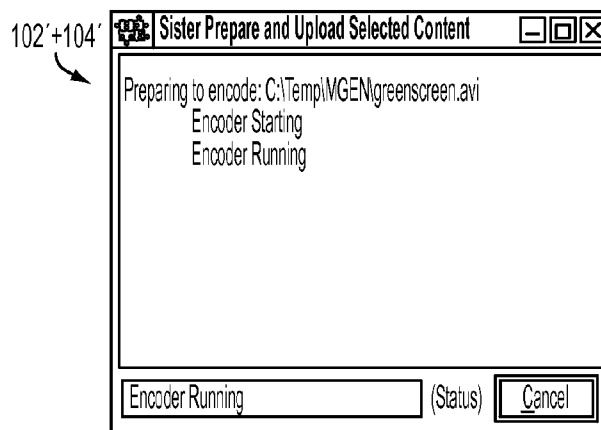 102´+104´
Sister Prepare and Upload Selected Content
Preparing to encode: C:\Temp\MGEN\greenscreen.avi
Encoder Starting
Encoder Running
Encoder Running
(Status)
Cancel